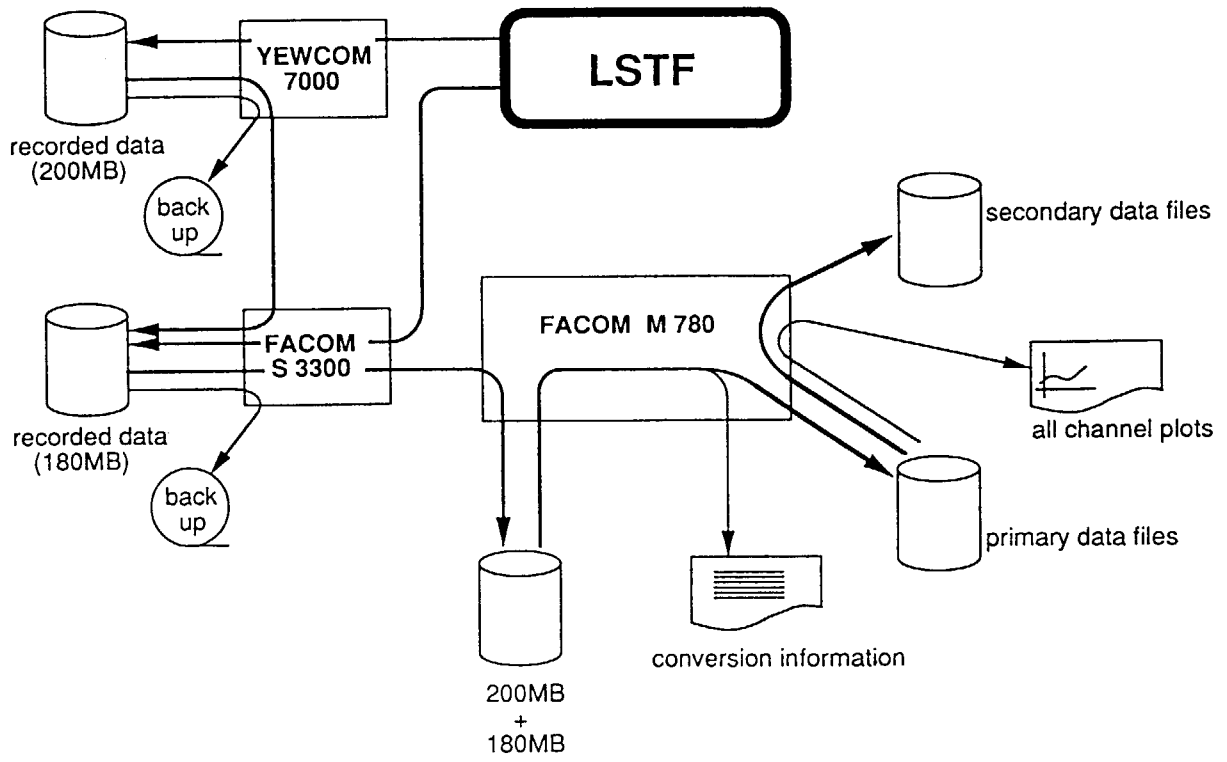 YEWCOM
7000
LSTF
recorded data
(200MB)
back
up
secondary data files
FACOM M 780
FACOM
S 3300
all channel plots
recorded data
(180MB)
back
up
primary data files
conversion information
200MB
+
180MB